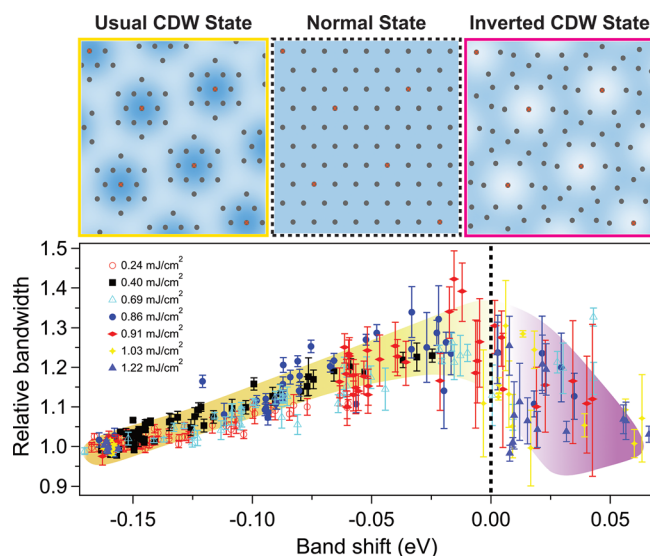 Usual CDW State
Normal State
Inverted CDW State
1.5
1.4
1.3
1.2
1.1
1.0
0.9
Relative bandwidth
0.24 mJ/cm²
0.40 mJ/cm²
0.69 mJ/cm²
0.86 mJ/cm²
0.91 mJ/cm²
1.03 mJ/cm²
1.22 mJ/cm²
-0.15
-0.10
-0.05
0.00
0.05
Band shift (eV)